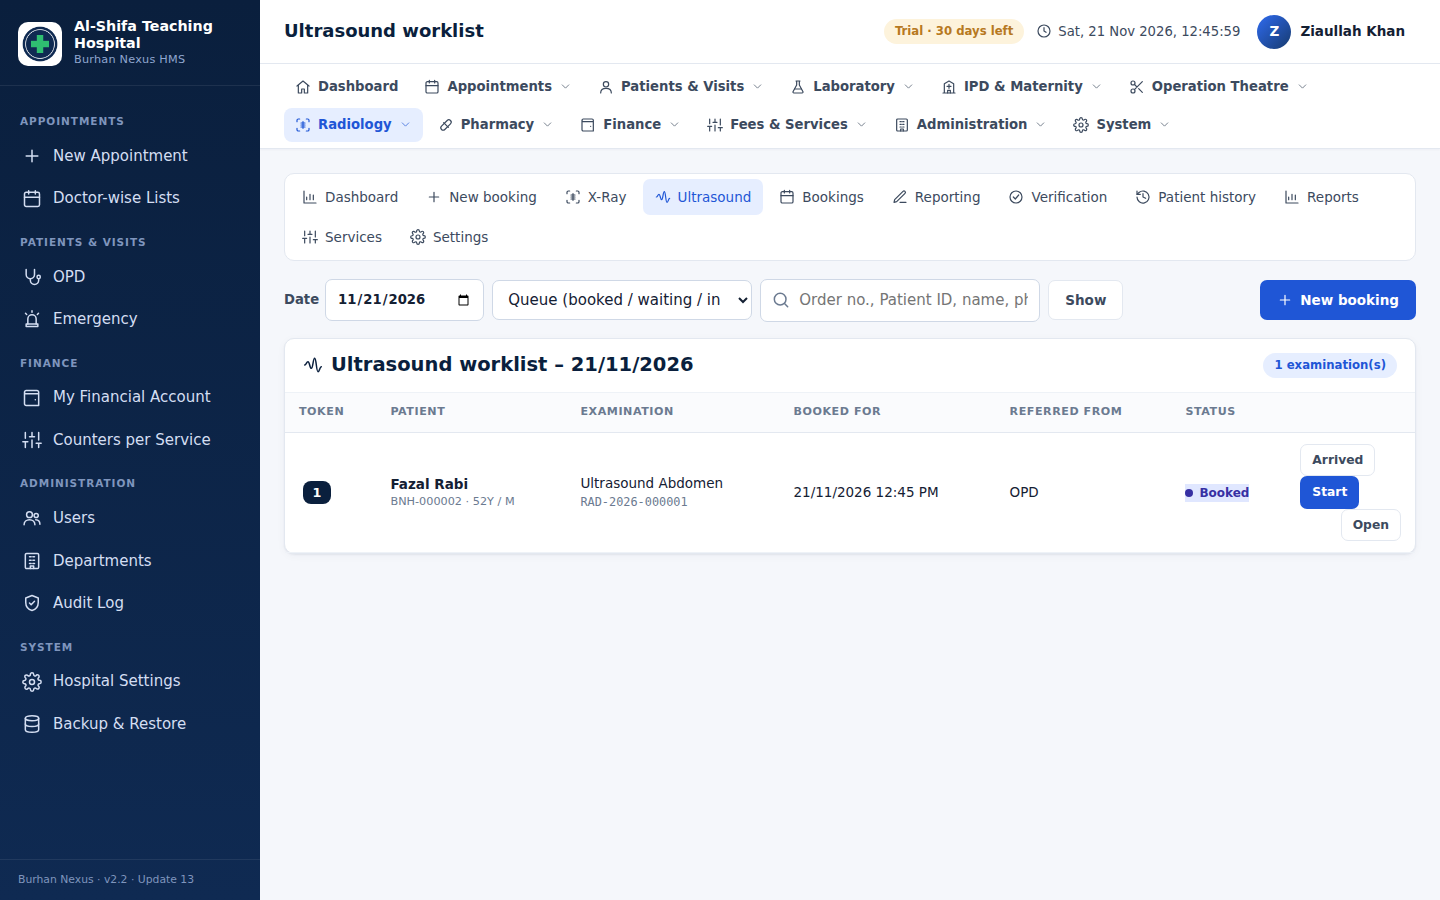 Al-Shifa Teaching
Hospital
Burhan Nexus HMS
APPOINTMENTS
New Appointment
Doctor-wise Lists
PATIENTS & VISITS
OPD
Emergency
FINANCE
My Financial Account
Counters per Service
ADMINISTRATION
Users
Departments
Audit Log
SYSTEM
Hospital Settings
Backup & Restore
Burhan Nexus · v2.2 · Update 13
Ultrasound worklist
Trial · 30 days left
Sat, 21 Nov 2026, 12:45:59
Z
Ziaullah Khan
Dashboard Appointments Patients & Visits Laboratory IPD & Maternity Operation Theatre
Radiology Pharmacy Finance Fees & Services Administration System
Dashboard New booking X-Ray Ultrasound Bookings Reporting Verification Patient history Reports
Services Settings
Date 11/21/2026 Queue (booked / waiting / in Order no., Patient ID, name, ph Show New booking
Ultrasound worklist – 21/11/2026 1 examination(s)
TOKEN PATIENT EXAMINATION BOOKED FOR REFERRED FROM STATUS
1
Fazal Rabi
BNH-000002 · 52Y / M
Ultrasound Abdomen
RAD-2026-000001
21/11/2026 12:45 PM
OPD
Booked
Arrived
Start
Open